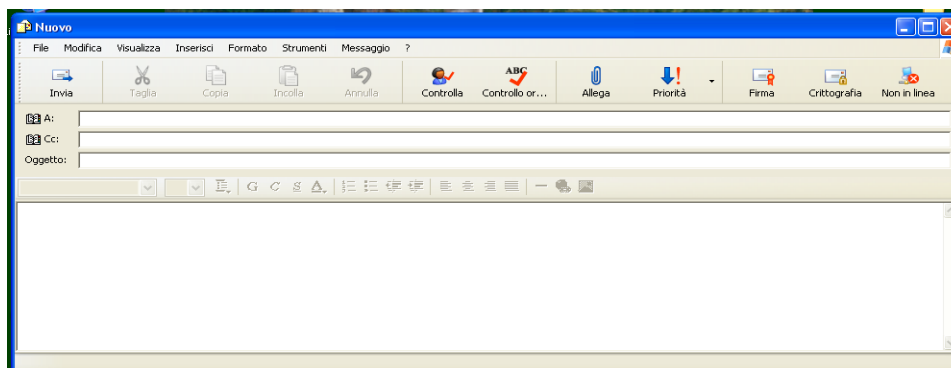 Nuovo
File Modifica Visualizza Inserisci Formato Strumenti Messaggio ?
Invia Taglia Copia Incolla Annulla Controlla Controllo or... Allega Priorità Firma Crittografia Non in linea
A:
Cc:
Oggetto:
G C S A